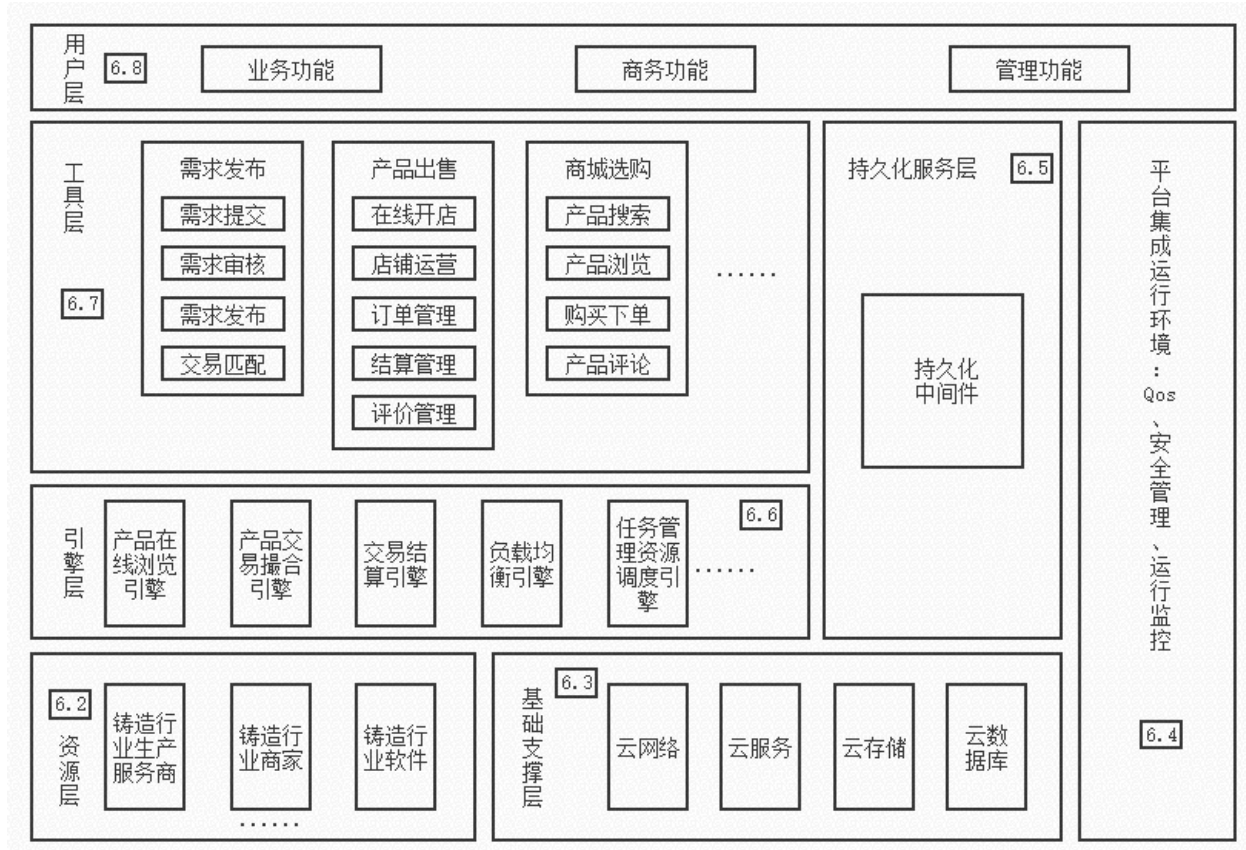 用户层
6.8
业务功能
商务功能
管理功能
工具层
6.7
需求发布
需求提交
需求审核
需求发布
交易匹配
产品出售
在线开店
店铺运营
订单管理
结算管理
评价管理
商城选购
产品搜索
产品浏览
购买下单
产品评论
......
持久化服务层
6.5
持久化
中间件
平台集成运行环境:Qos、安全管理、运行监控
6.4
引擎层
产品在
线浏览
引擎
产品交
易撮合
引擎
交易结
算引擎
负载均
衡引擎
任务管
理资源
调度引
擎
......
6.6
6.2
资源层
铸造行
业生产
服务商
铸造行
业商家
铸造行
业软件
......
基础支撑层
6.3
云网络
云服务
云存储
云数
据库